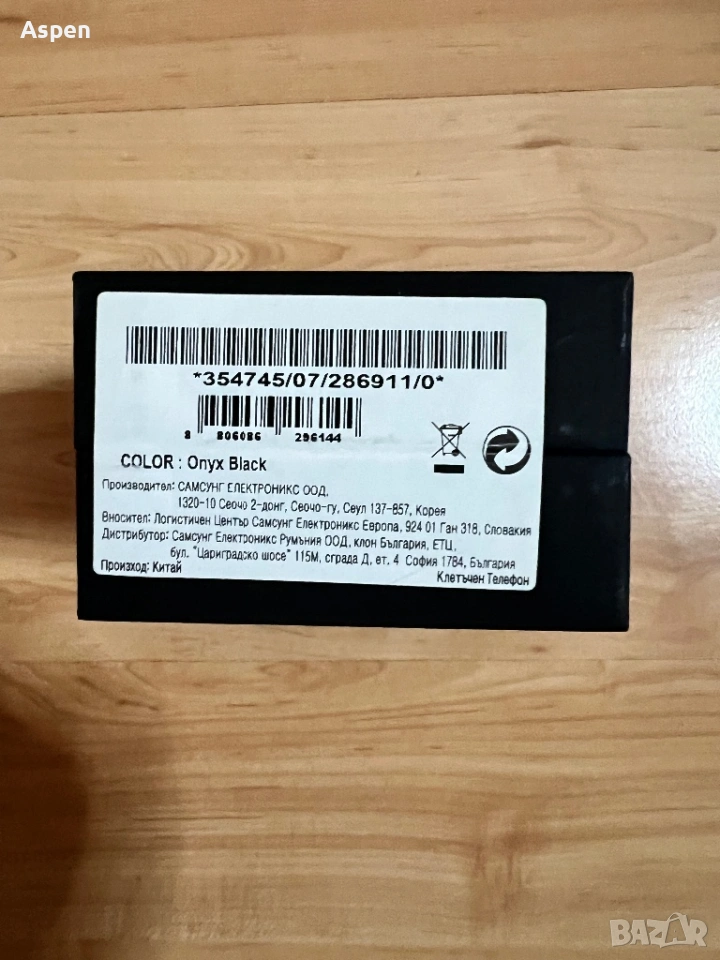 Aspen
*354745/07/286911/0*
8 806086 296144
COLOR : Onyx Black
Производител: САМСУНГ ЕЛЕКТРОНИКС ООД,
1320-10 Сеочо 2-донг, Сеочо-гу, Сеул 137-857, Корея
Вносител: Логистичен Център Самсунг Електроникс Европа, 924 01 Ган 318, Словакия
Дистрибутор: Самсунг Електроникс Румъния ООД, клон България, ЕТЦ,
бул. "Цариградско шосе" 115М, сграда Д, ет. 4 София 1784, България
Произход: Китай
Клетъчен Телефон
BAZAR